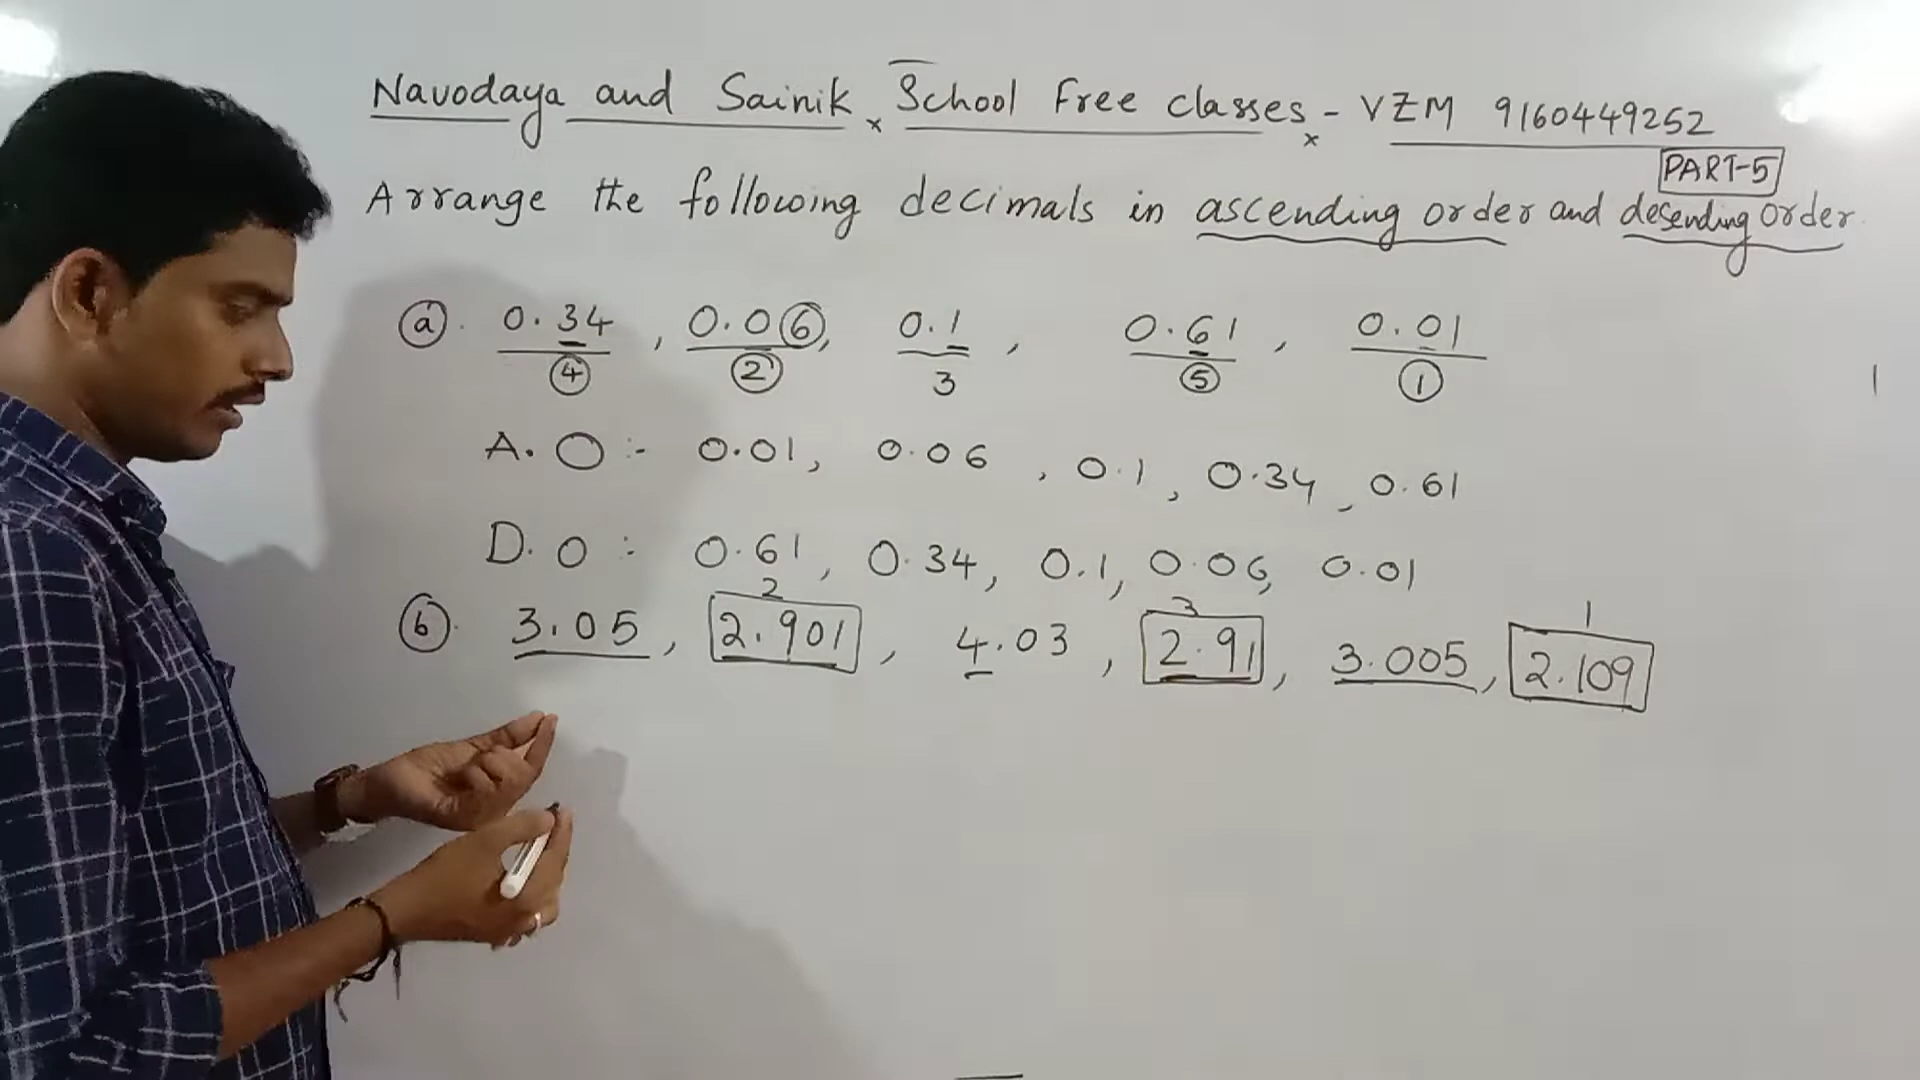 Navodaya and Sainik School Free classes - VZM 9160449252
PART-5
Arrange the following decimals in ascending order and desending order.
ⓐ. 0.34, 0.06, 0.1, 0.61, 0.01
④ ② 3 ⑤ ①
A.O :- 0.01, 0.06, 0.1, 0.34, 0.61
D.O :- 0.61, 0.34, 0.1, 0.06, 0.01
2 3 1
ⓑ. 3.05, 2.901, 4.03, 2.91, 3.005, 2.109